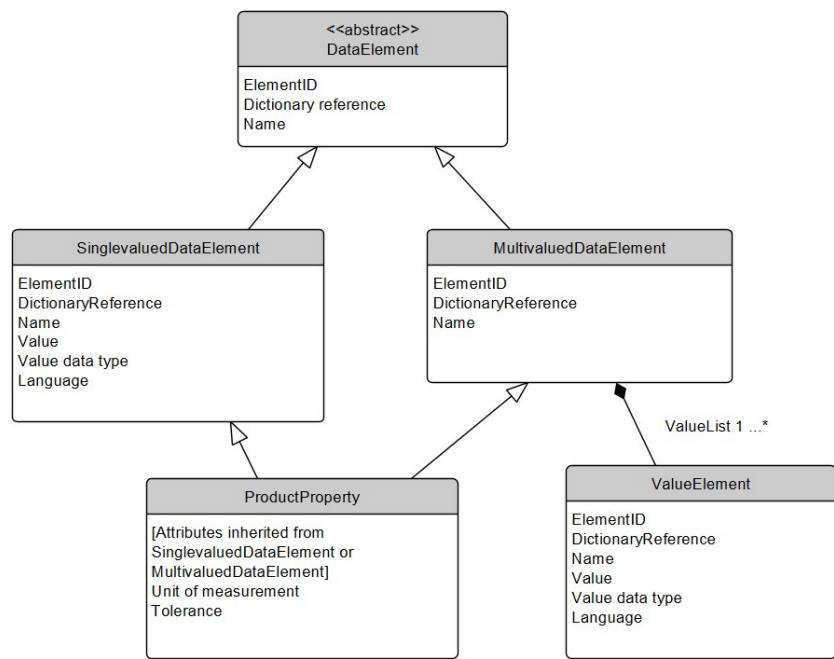 <<abstract>>
DataElement
ElementID
Dictionary reference
Name
SinglevaluedDataElement
ElementID
DictionaryReference
Name
Value
Value data type
Language
MultivaluedDataElement
ElementID
DictionaryReference
Name
ValueList 1 ...*
ProductProperty
[Attributes inherited from
SinglevaluedDataElement or
MultivaluedDataElement]
Unit of measurement
Tolerance
ValueElement
ElementID
DictionaryReference
Name
Value
Value data type
Language